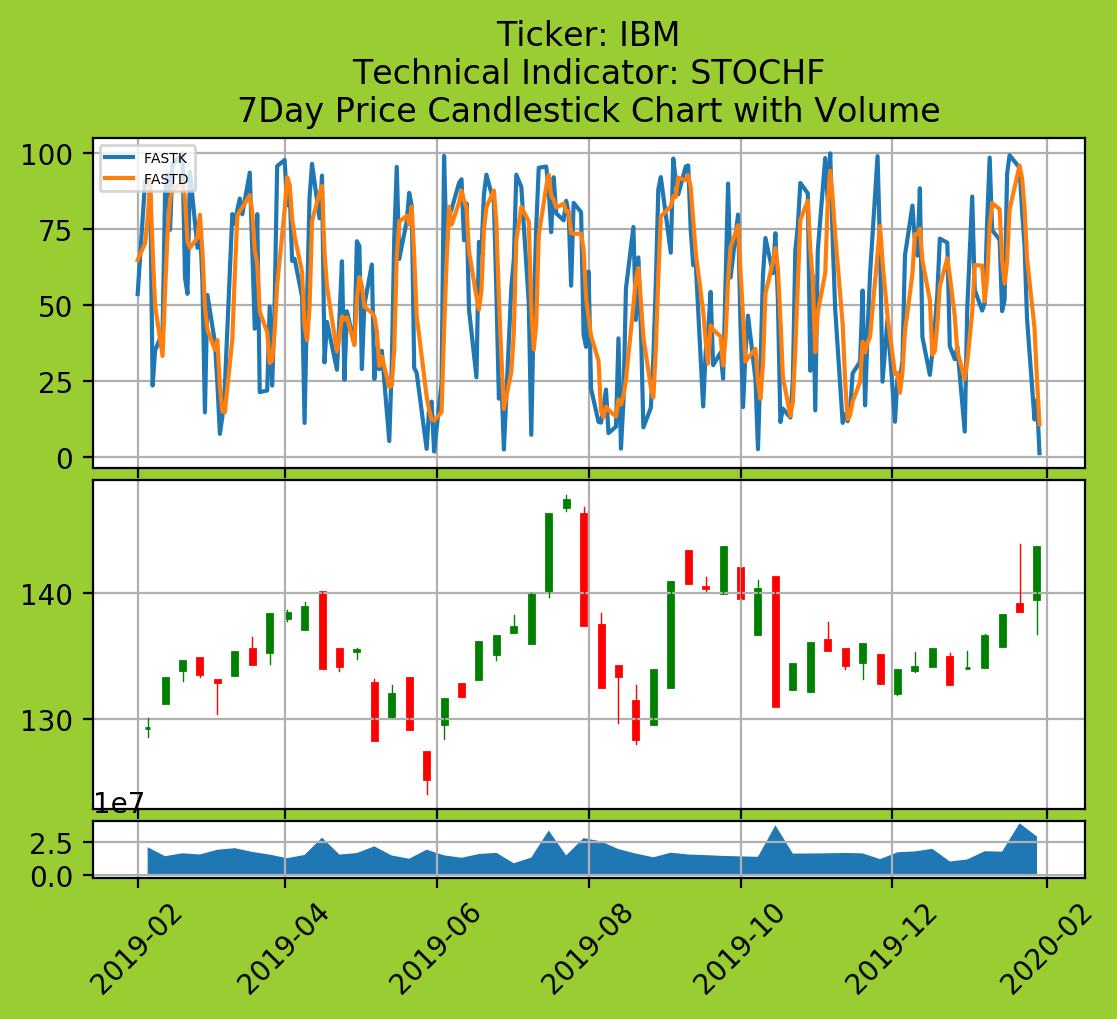 Ticker: IBM
Technical Indicator: STOCHF
7Day Price Candlestick Chart with Volume
100
75
50
25
0
FASTK
FASTD
140
130
1e7
2.5
0.0
2019-02
2019-04
2019-06
2019-08
2019-10
2019-12
2020-02